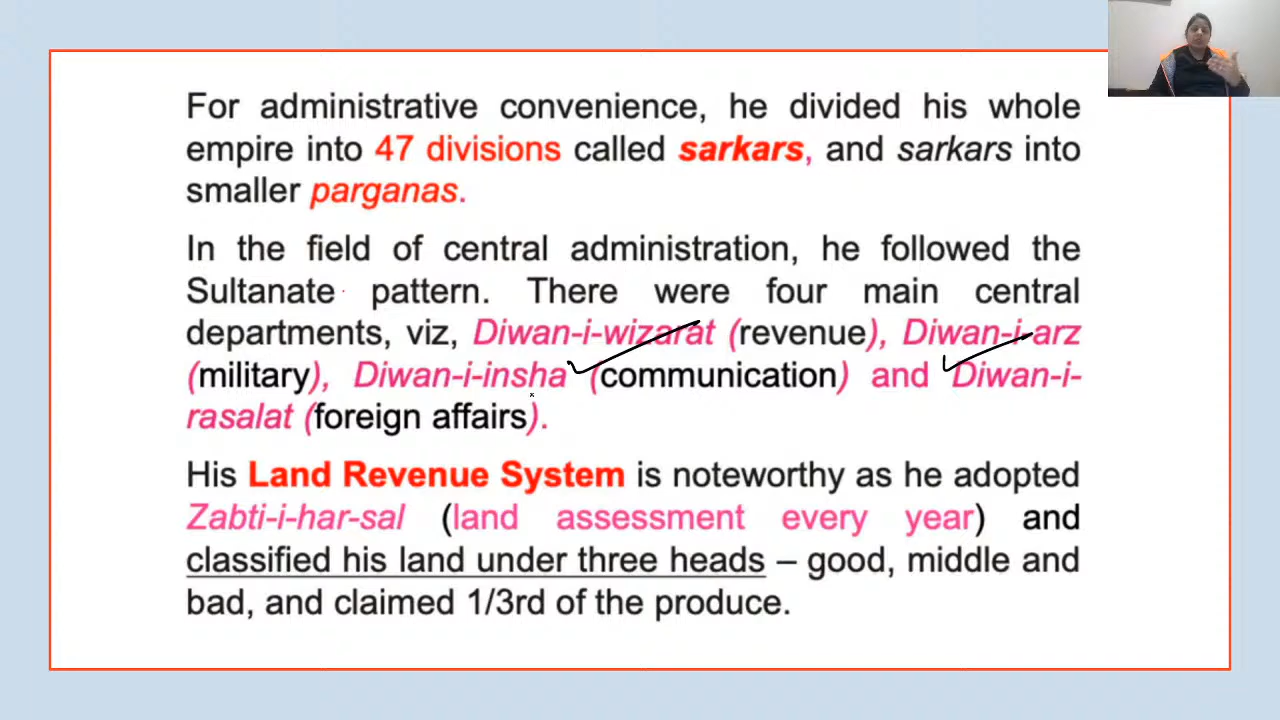 For administrative convenience, he divided his whole
empire into 47 divisions called sarkars, and sarkars into
smaller parganas.
In the field of central administration, he followed the
Sultanate pattern. There were four main central
departments, viz, Diwan-i-wizarat (revenue), Diwan-i-arz
(military), Diwan-i-insha (communication) and Diwan-i-
rasalat (foreign affairs).
His Land Revenue System is noteworthy as he adopted
Zabti-i-har-sal (land assessment every year) and
classified his land under three heads – good, middle and
bad, and claimed 1/3rd of the produce.